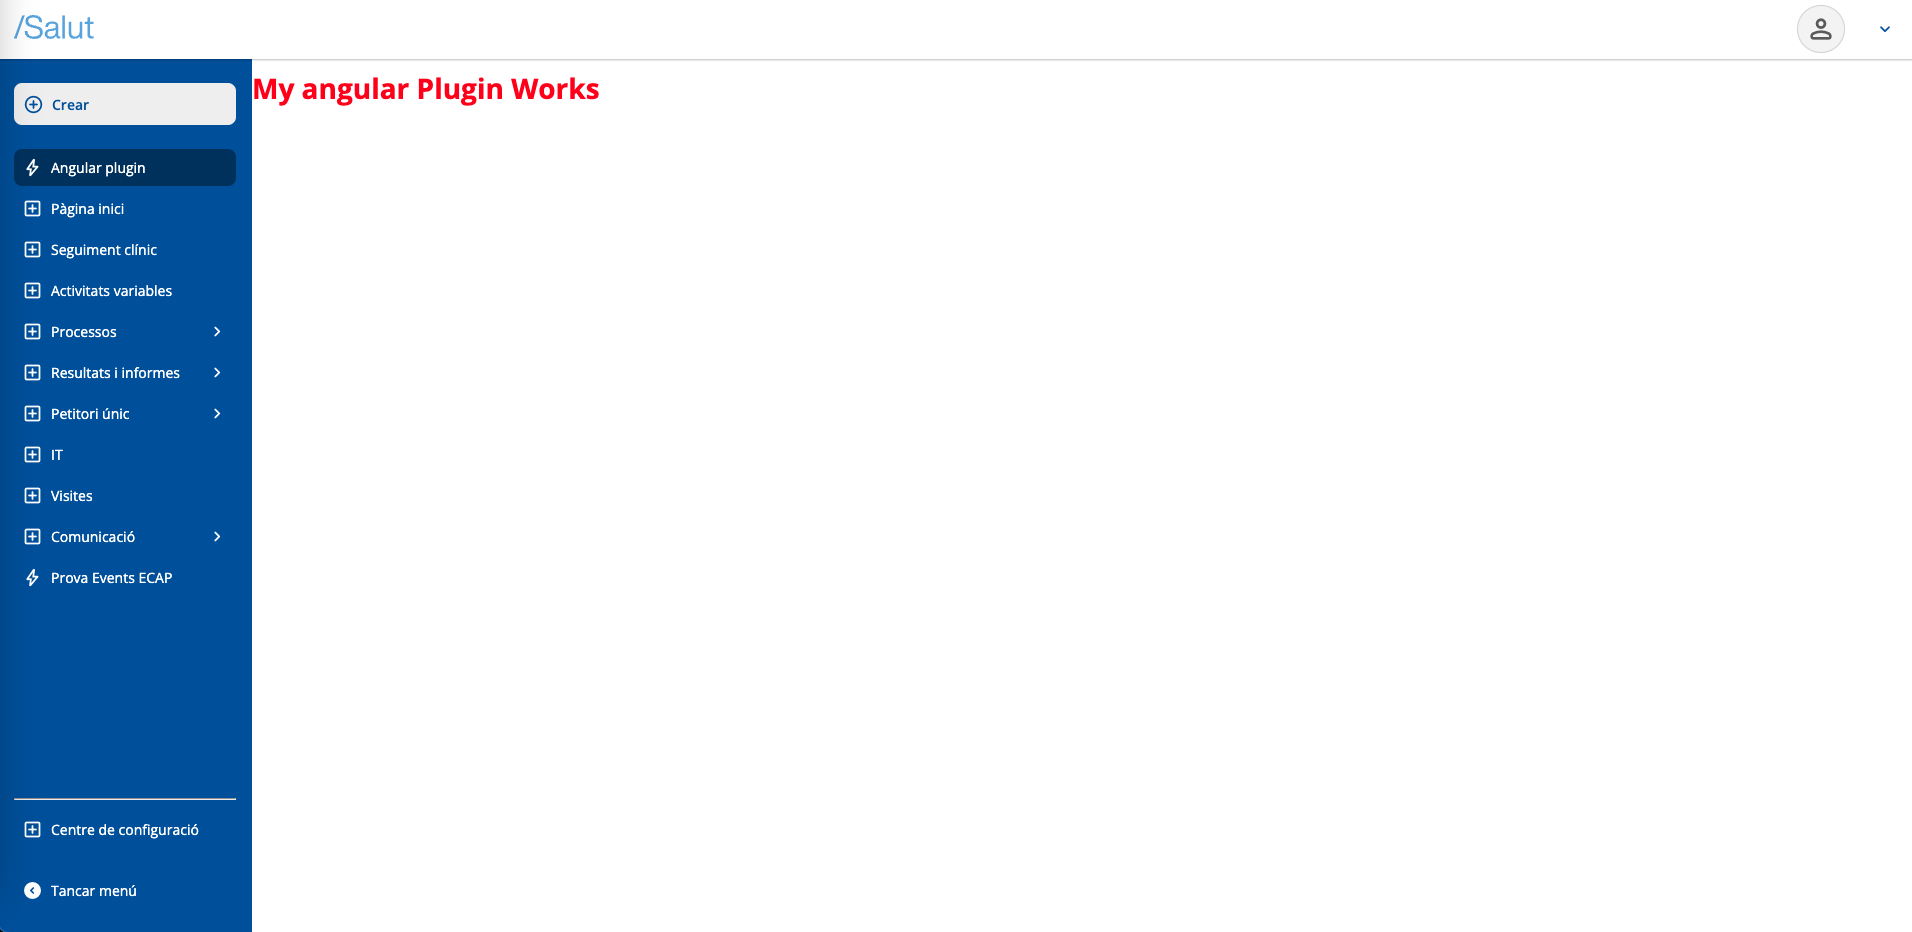 /Salut
Crear
My angular Plugin Works
Angular plugin
Pàgina inici
Seguiment clínic
Activitats variables
Processos
Resultats i informes
Petitori únic
IT
Visites
Comunicació
Prova Events ECAP
Centre de configuració
Tancar menú